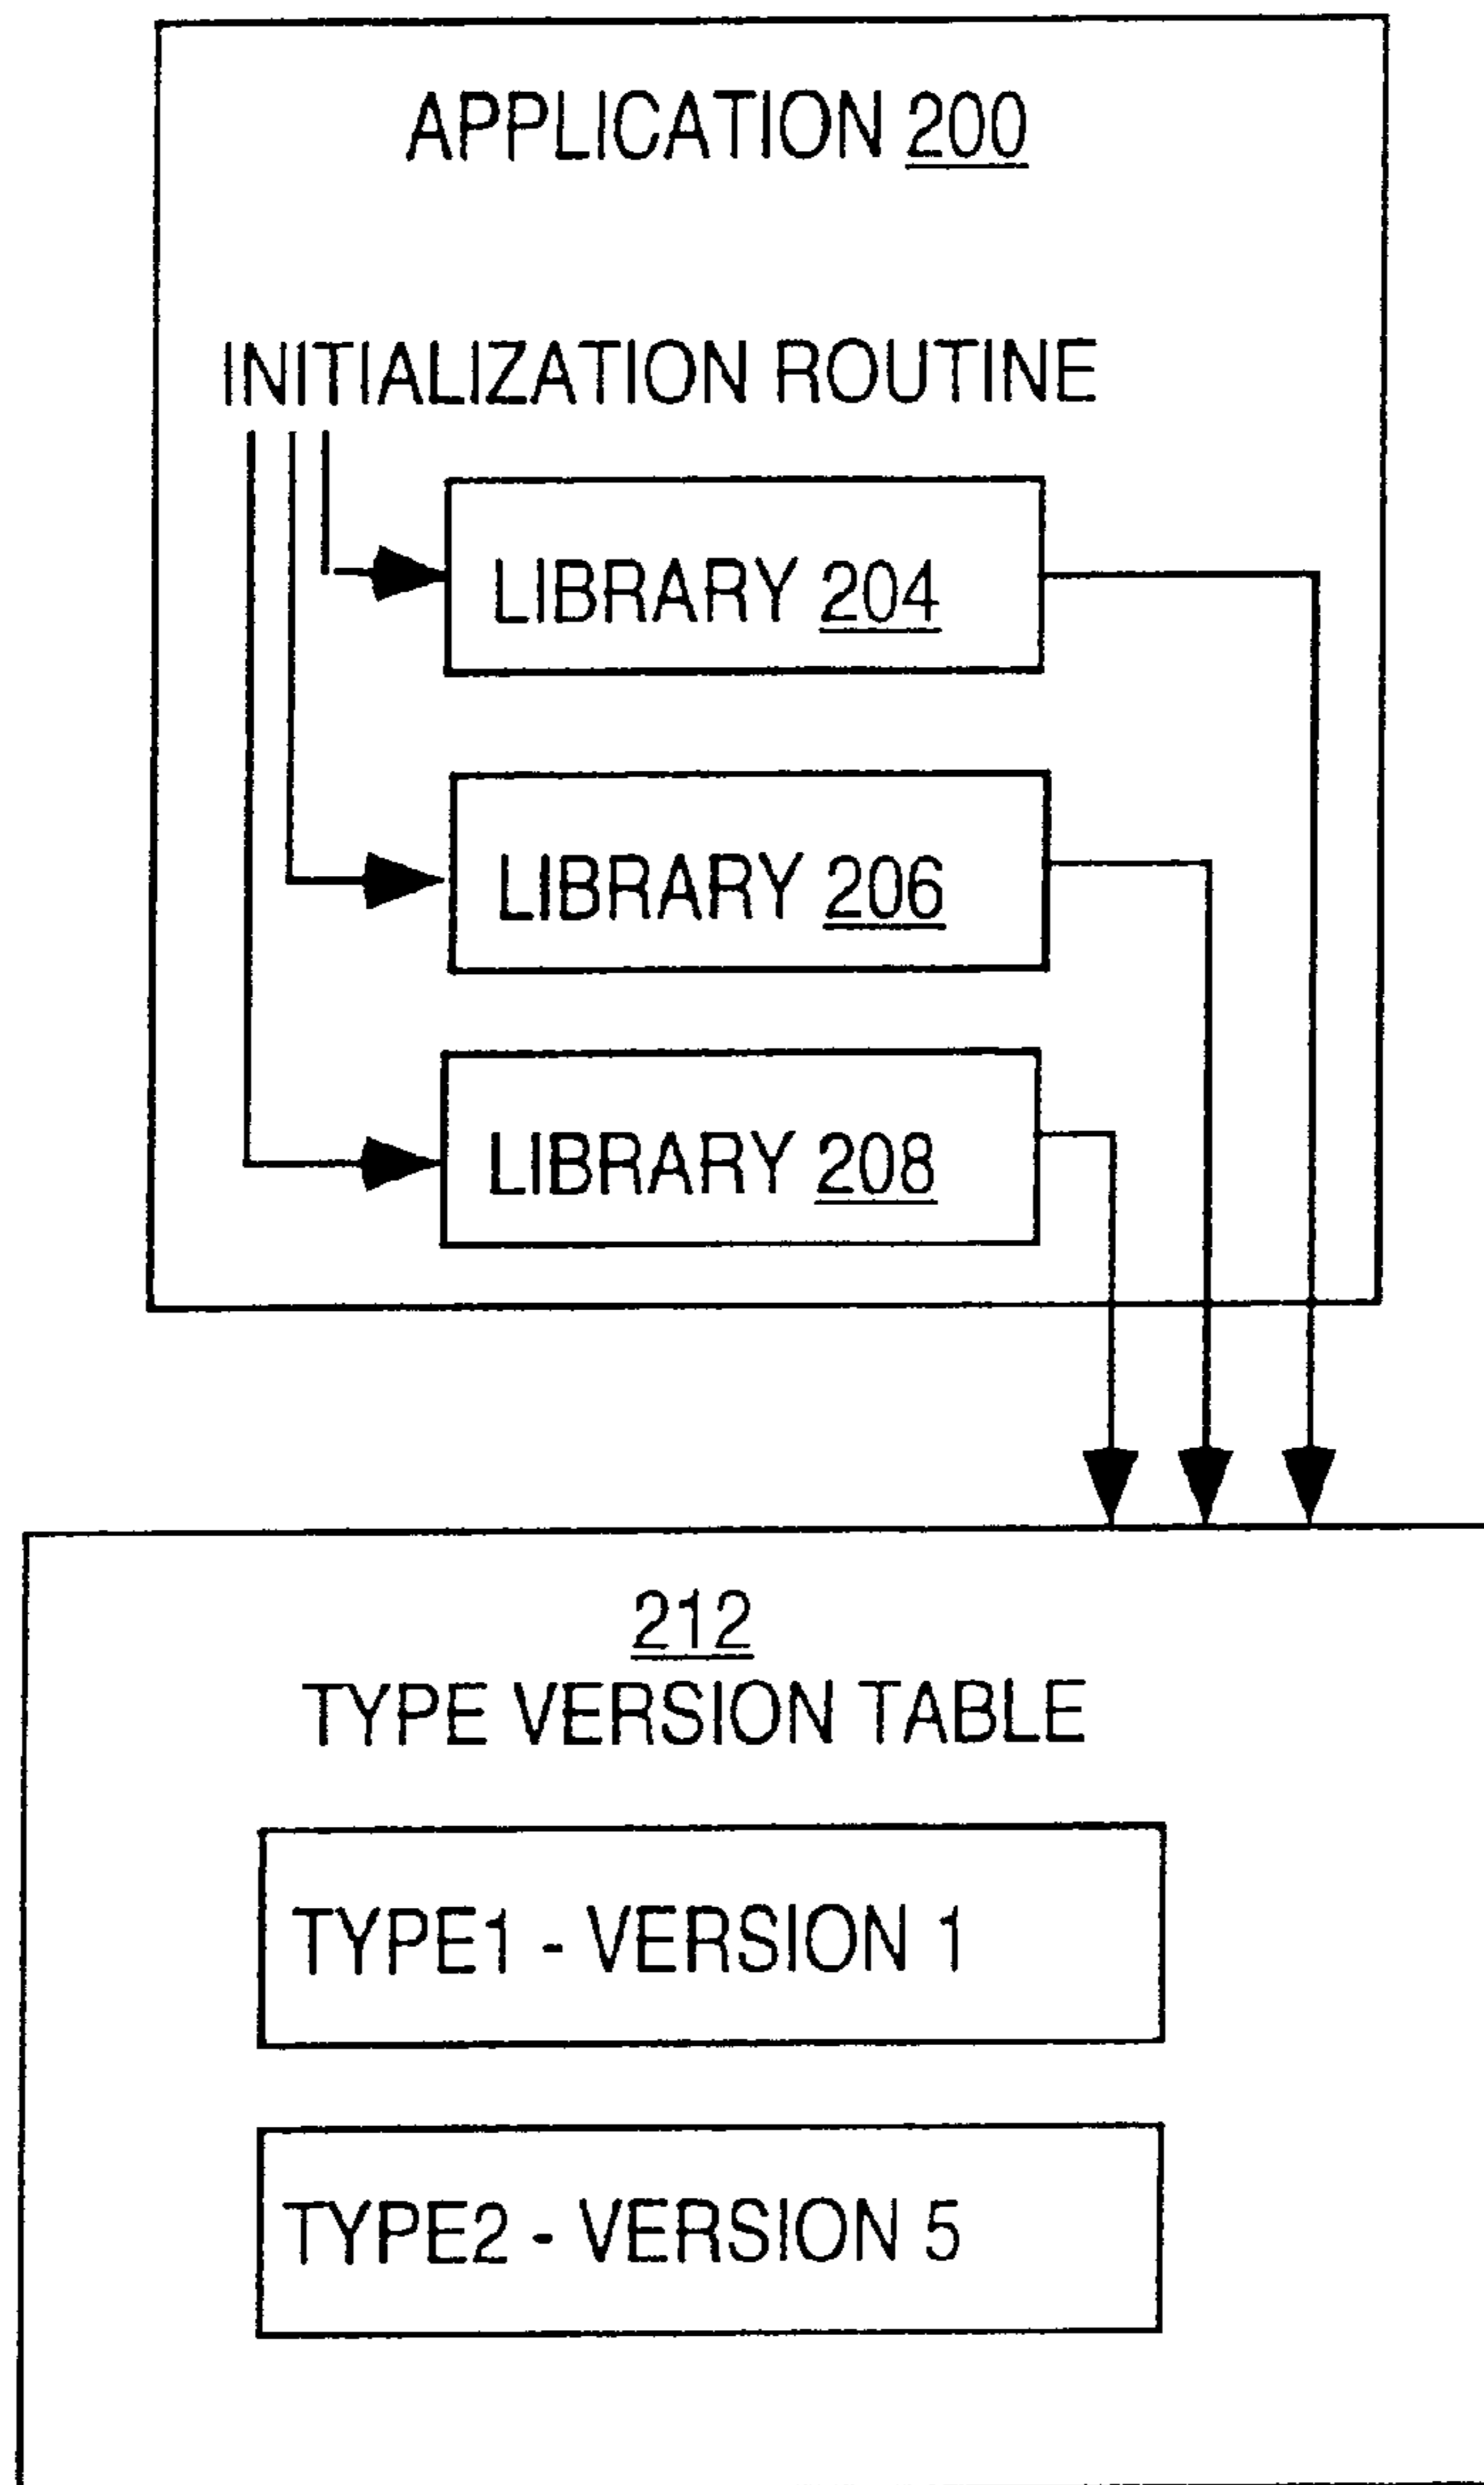 APPLICATION 200
INITIALIZATION ROUTINE
LIBRARY 204
LIBRARY 206
LIBRARY 208
212
TYPE VERSION TABLE
TYPE1 - VERSION 1
TYPE2 - VERSION 5